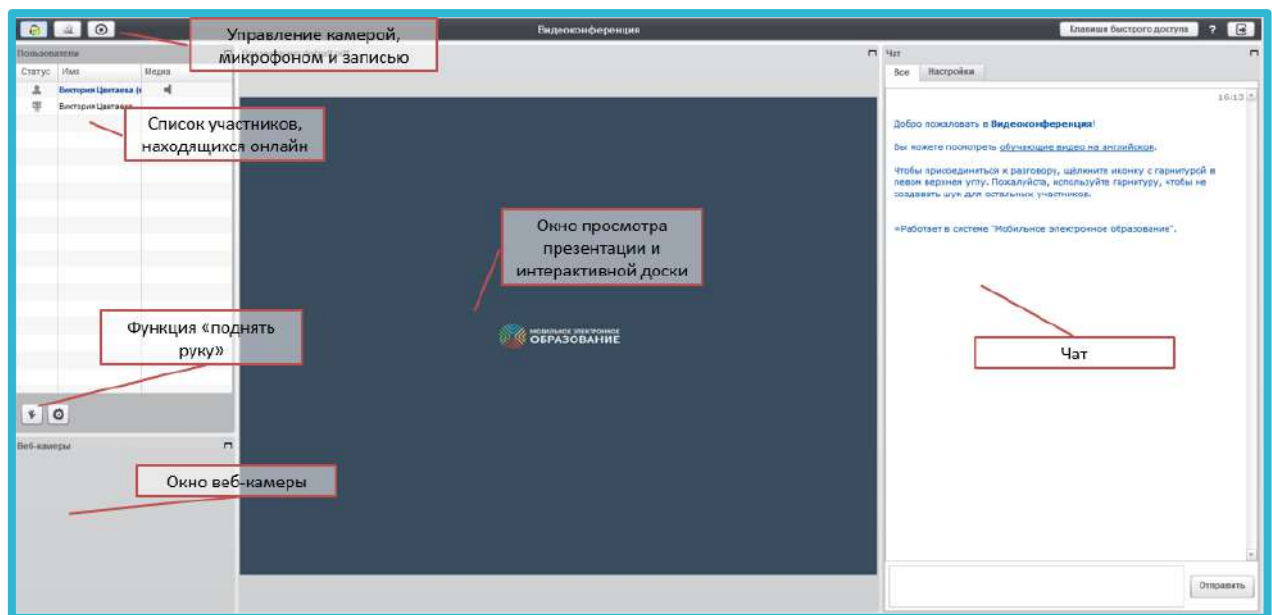 Видеоконференция
Клавиши быстрого доступа
?
Управление камерой,
микрофоном и записью
Пользователи
Статус Имя Медиа
Виктория Цветаева
Виктория Цветаева
Список участников,
находящихся онлайн
Функция «поднять
руку»
Веб-камеры
Окно веб-камеры
Окно просмотра
презентации и
интерактивной доски
МОБИЛЬНОЕ ЭЛЕКТРОННОЕ
ОБРАЗОВАНИЕ
Чат
Все Настройки
16:13
Добро пожаловать в Видеоконференция!
Вы можете посмотреть обучающие видео на английском.
Чтобы присоединиться к разговору, щёлкните иконку с гарнитурой в
левом верхнем углу. Пожалуйста, используйте гарнитуру, чтобы не
создавать шум для остальных участников.
«Работает в системе "Мобильное электронное образование".
Чат
Отправить